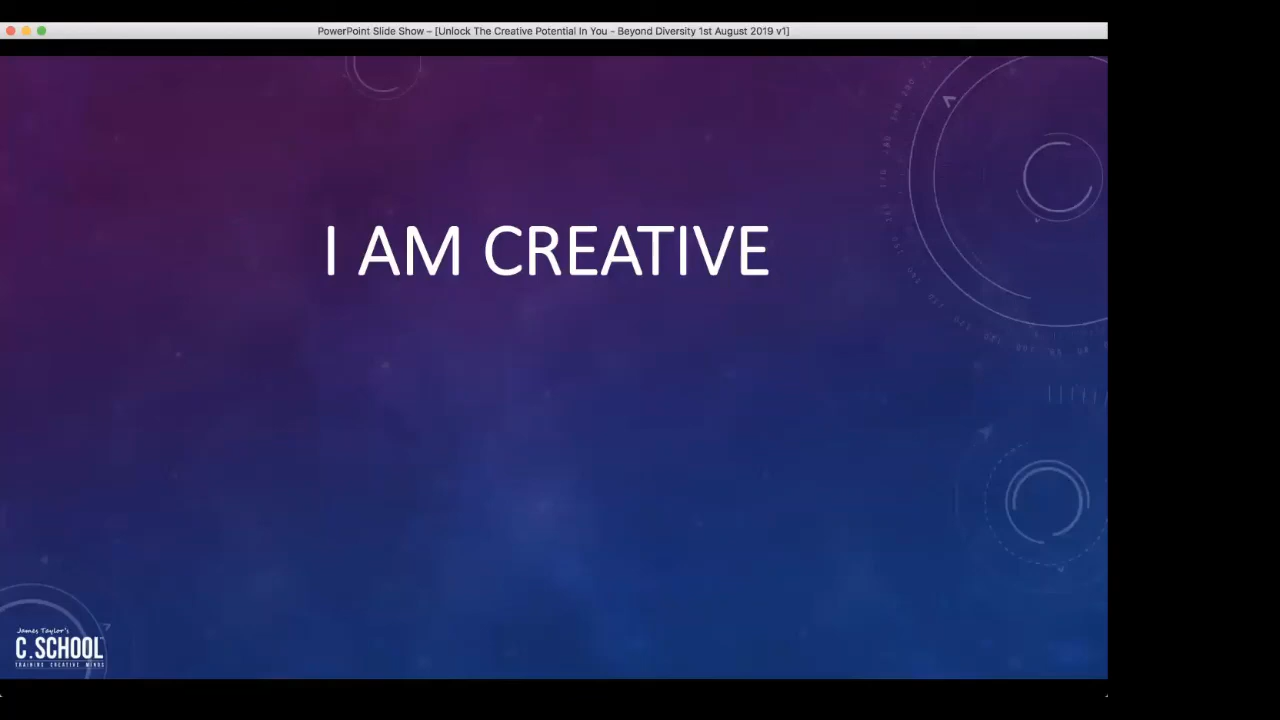 PowerPoint Slide Show – [Unlock The Creative Potential In You - Beyond Diversity 1st August 2019 v1]
I AM CREATIVE
James Taylor's
C.SCHOOL
TRAINING CREATIVE MINDS